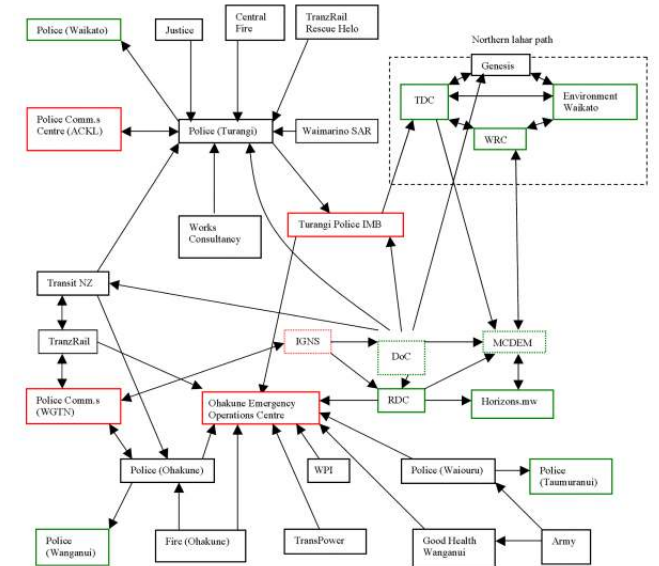 Police (Waikato)
Justice
Central
Fire
TranzRail
Rescue Helo
Northern lahar path
Genesis
TDC
Environment
Waikato
Police Comm.s
Centre (ACKL)
Police (Turangi)
Waimarino SAR
WRC
Works
Consultancy
Turangi Police IMB
Transit NZ
TranzRail
IGNS
DoC
MCDEM
Police Comm.s
(WGTN)
Ohakune Emergency
Operations Centre
RDC
Horizons.mw
Police (Ohakune)
WPI
Police (Waiouru)
Police
(Taumuranui)
Police
(Wanganui)
Fire (Ohakune)
TransPower
Good Health
Wanganui
Army